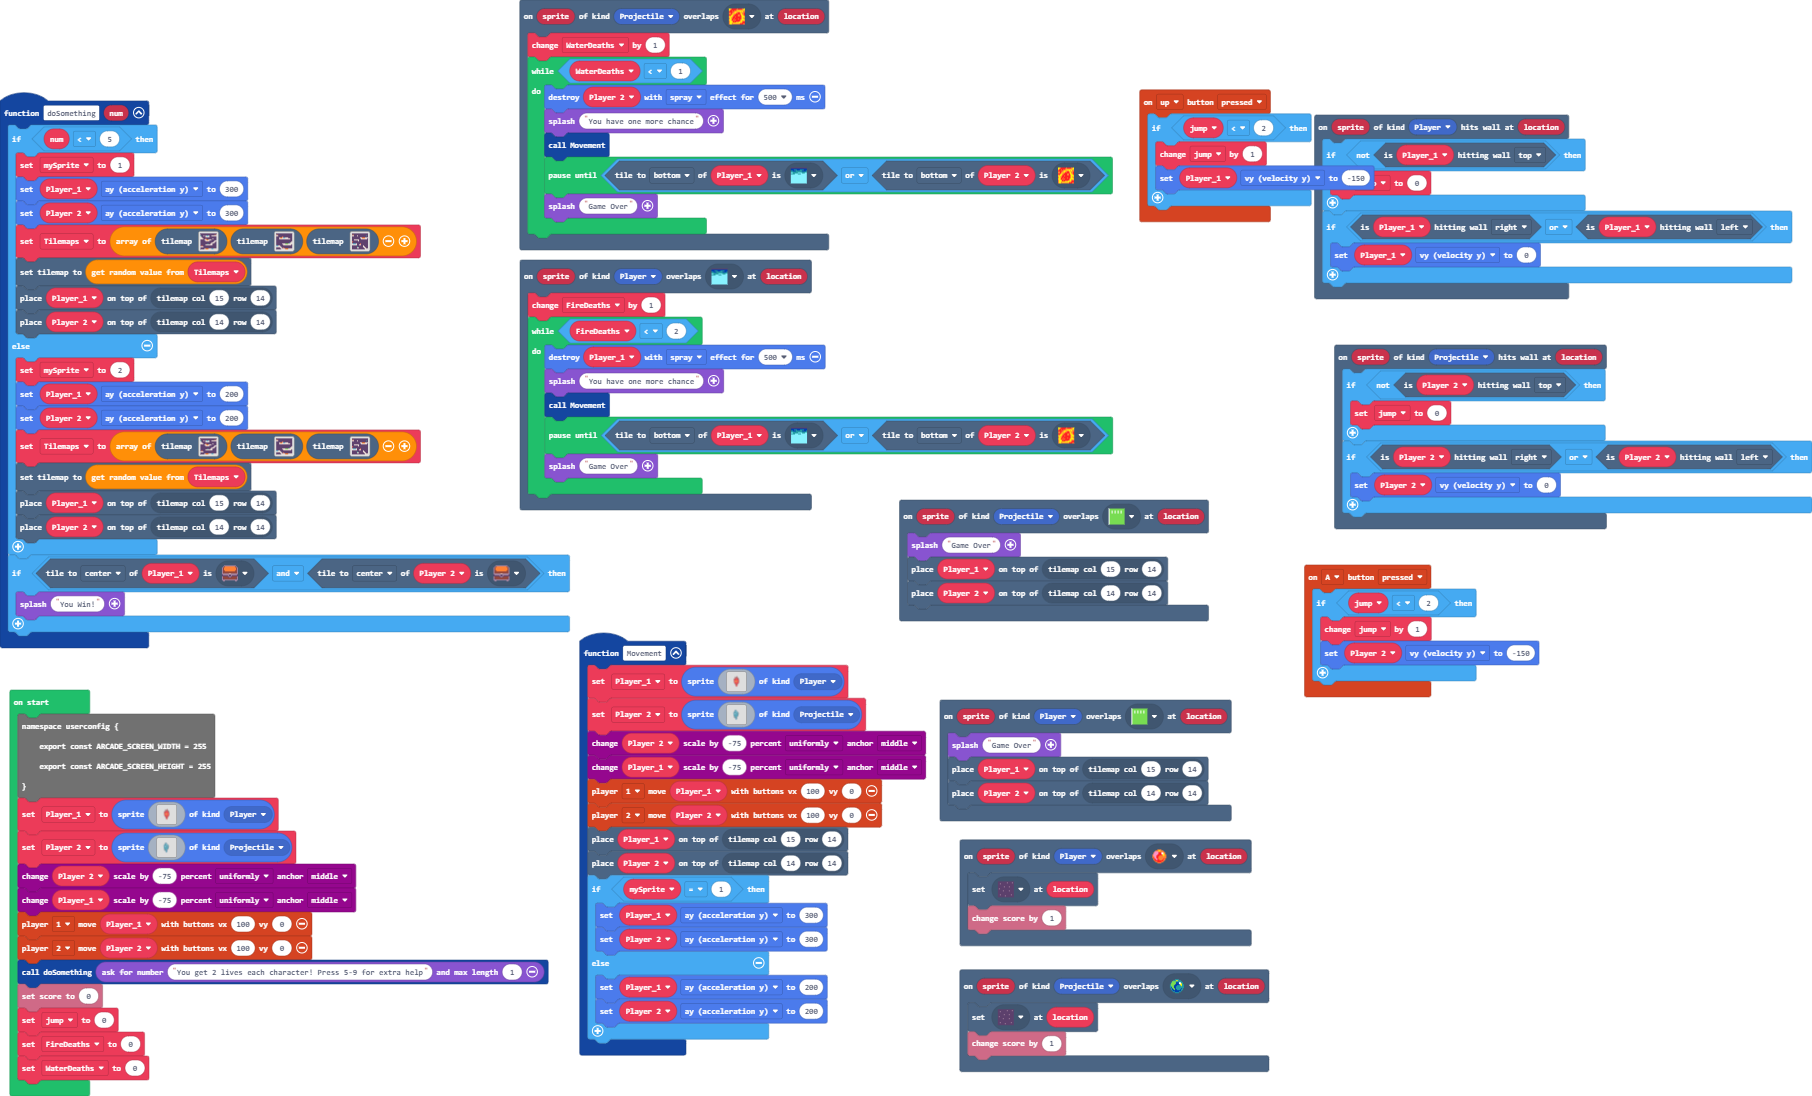 function doSomething num
if num < 5 then
set mySprite to 1
set Player_1 ay (acceleration y) to 300
set Player 2 ay (acceleration y) to 300
set Tilemaps to array of tilemap tilemap tilemap
set tilemap to get random value from Tilemaps
place Player_1 on top of tilemap col 15 row 14
place Player 2 on top of tilemap col 14 row 14
else
set mySprite to 2
set Player_1 ay (acceleration y) to 200
set Player 2 ay (acceleration y) to 200
set Tilemaps to array of tilemap tilemap tilemap
set tilemap to get random value from Tilemaps
place Player_1 on top of tilemap col 15 row 14
place Player 2 on top of tilemap col 14 row 14
if tile to center of Player_1 is and tile to center of Player 2 is then
splash "You Win!"
on start
namespace userconfig {
export const ARCADE_SCREEN_WIDTH = 255
export const ARCADE_SCREEN_HEIGHT = 255
}
set Player_1 to sprite of kind Player
set Player 2 to sprite of kind Projectile
change Player 2 scale by -75 percent uniformly anchor middle
change Player_1 scale by -75 percent uniformly anchor middle
player 1 move Player_1 with buttons vx 100 vy 0
player 2 move Player 2 with buttons vx 100 vy 0
call doSomething ask for number "You get 2 lives each character! Press 5-9 for extra help" and max length 1
set score to 0
set jump to 0
set FireDeaths to 0
set WaterDeaths to 0
on sprite of kind Projectile overlaps at location
change WaterDeaths by 1
while WaterDeaths < 1
do destroy Player 2 with spray effect for 500 ms
splash "You have one more chance"
call Movement
pause until tile to bottom of Player_1 is or tile to bottom of Player 2 is
splash "Game Over"
on sprite of kind Player overlaps at location
change FireDeaths by 1
while FireDeaths < 2
do destroy Player_1 with spray effect for 500 ms
splash "You have one more chance"
call Movement
pause until tile to bottom of Player_1 is or tile to bottom of Player 2 is
splash "Game Over"
function Movement
set Player_1 to sprite of kind Player
set Player 2 to sprite of kind Projectile
change Player 2 scale by -75 percent uniformly anchor middle
change Player_1 scale by -75 percent uniformly anchor middle
player 1 move Player_1 with buttons vx 100 vy 0
player 2 move Player 2 with buttons vx 100 vy 0
place Player_1 on top of tilemap col 15 row 14
place Player 2 on top of tilemap col 14 row 14
if mySprite = 1 then
set Player_1 ay (acceleration y) to 300
set Player 2 ay (acceleration y) to 300
else
set Player_1 ay (acceleration y) to 200
set Player 2 ay (acceleration y) to 200
on sprite of kind Projectile overlaps at location
splash "Game Over"
place Player_1 on top of tilemap col 15 row 14
place Player 2 on top of tilemap col 14 row 14
on sprite of kind Player overlaps at location
splash "Game Over"
place Player_1 on top of tilemap col 15 row 14
place Player 2 on top of tilemap col 14 row 14
on sprite of kind Player overlaps at location
set at location
change score by 1
on sprite of kind Projectile overlaps at location
set at location
change score by 1
on up button pressed
if jump < 2 then
change jump by 1
set Player_1 vy (velocity y) to -150
on sprite of kind Player hits wall at location
if not is Player_1 hitting wall top then
to 0
if is Player_1 hitting wall right or is Player_1 hitting wall left then
set Player_1 vy (velocity y) to 0
on sprite of kind Projectile hits wall at location
if not is Player 2 hitting wall top then
set jump to 0
if is Player 2 hitting wall right or is Player 2 hitting wall left then
set Player 2 vy (velocity y) to 0
on A button pressed
if jump < 2 then
change jump by 1
set Player 2 vy (velocity y) to -150